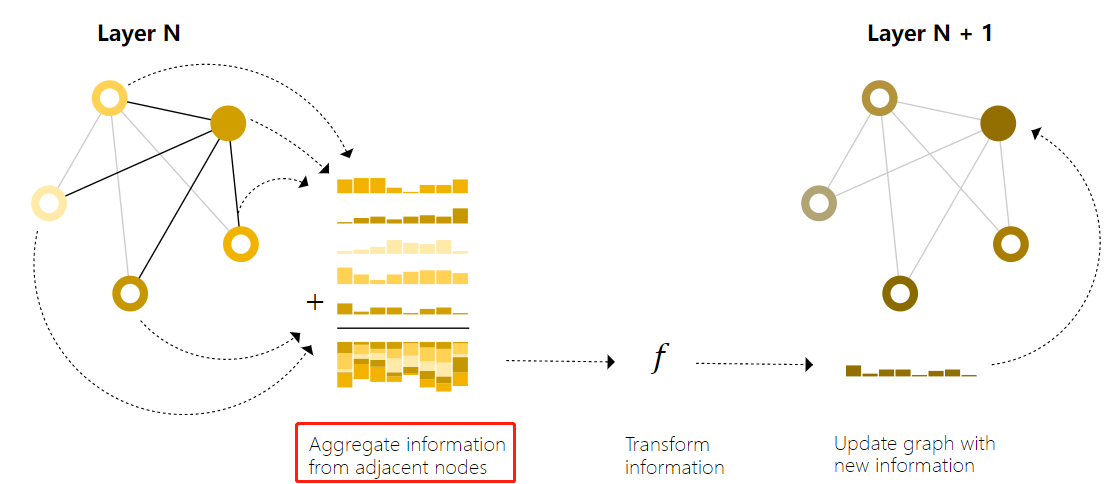 Layer N
Layer N + 1
+
f
Aggregate information
from adjacent nodes
Transform
information
Update graph with
new information